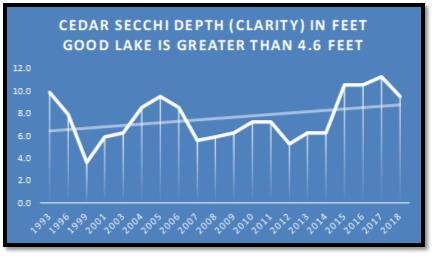 CEDAR SECCHI DEPTH (CLARITY) IN FEET
GOOD LAKE IS GREATER THAN 4.6 FEET
12.0
10.0
8.0
6.0
4.0
2.0
0.0
1993 1996 1999 2001 2003 2004 2005 2006 2007 2008 2009 2010 2011 2012 2013 2014 2015 2016 2017 2018